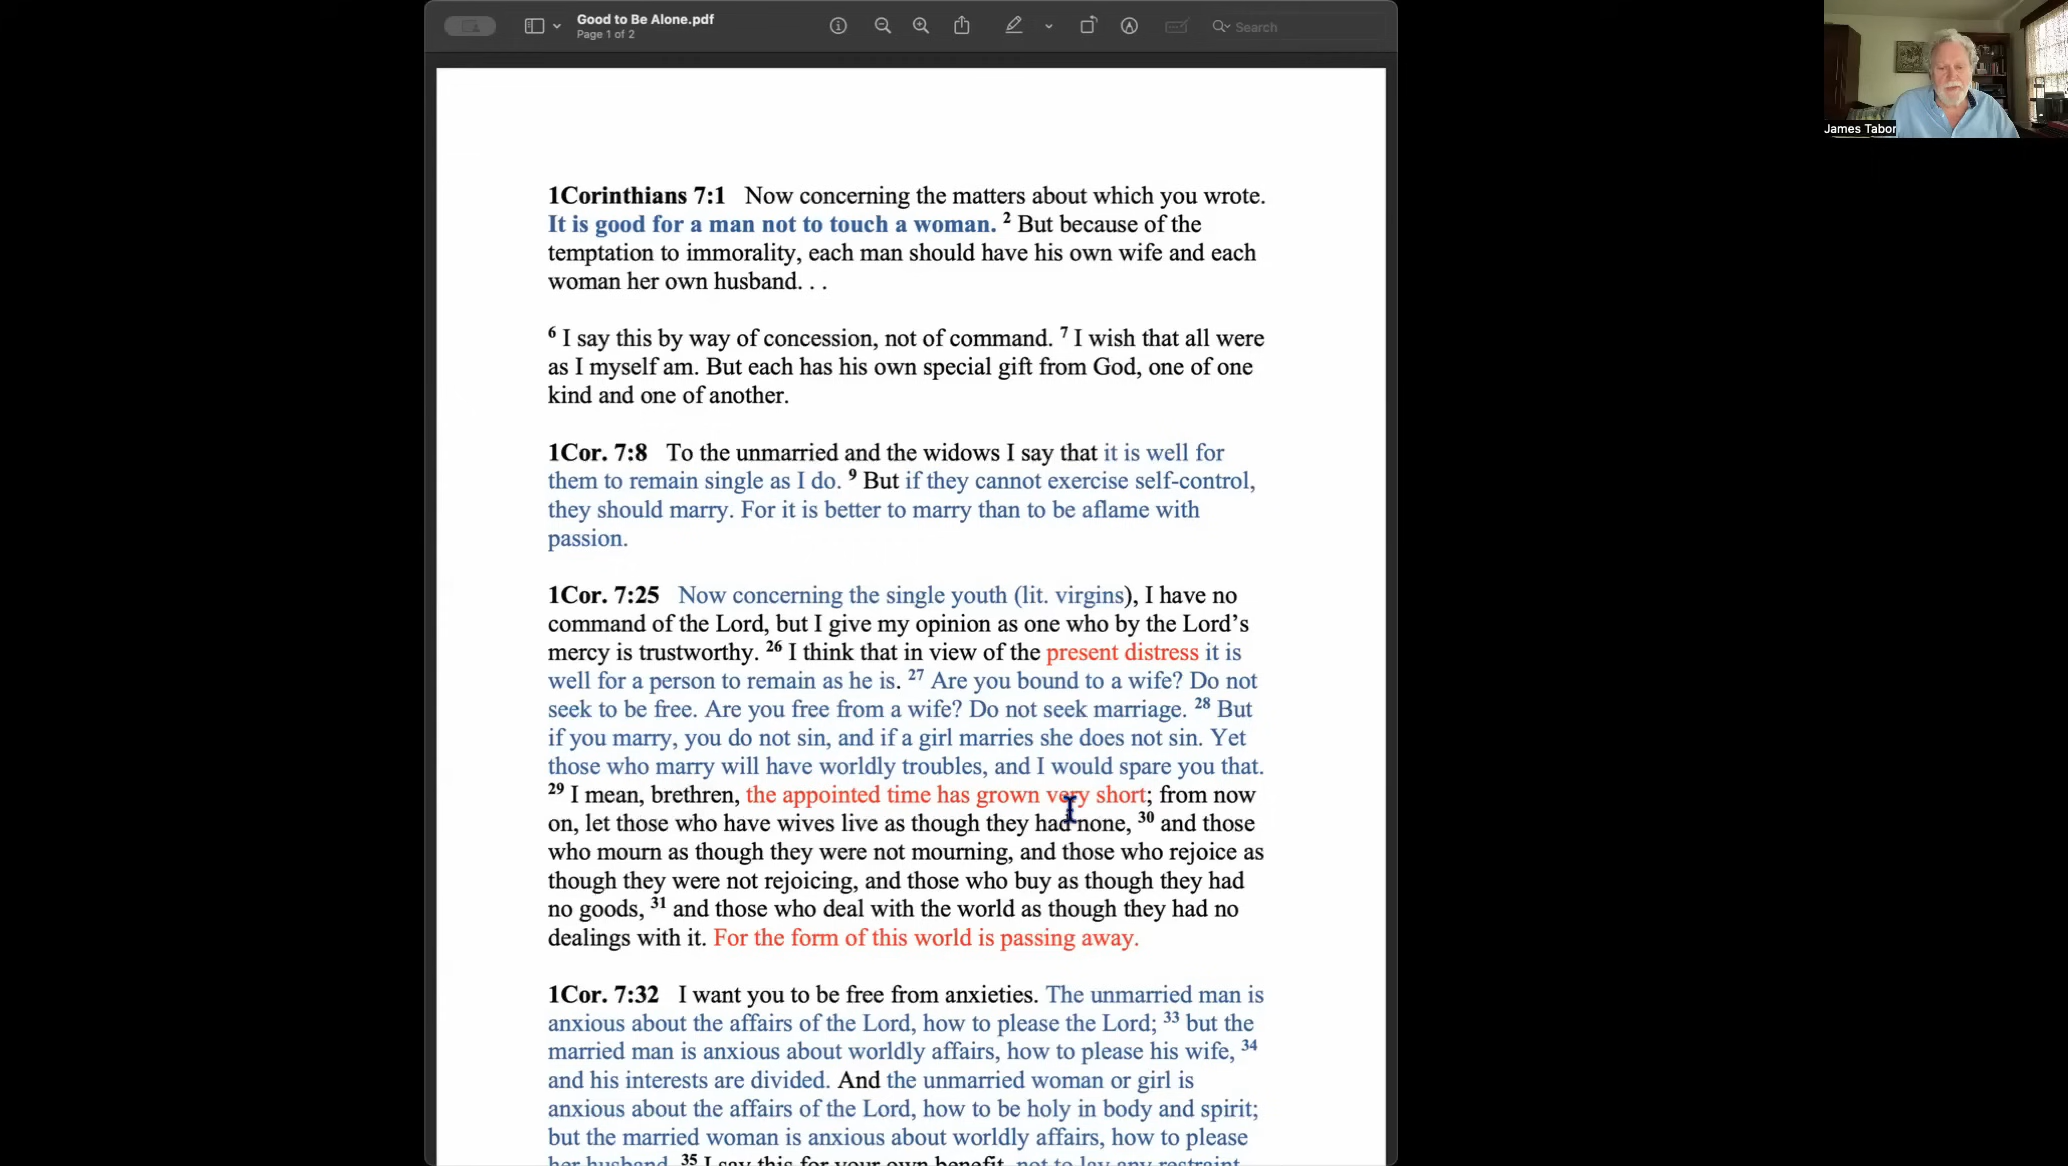 Good to Be Alone.pdf
Page 1 of 2
Search
James Tabor
1Corinthians 7:1 Now concerning the matters about which you wrote.
It is good for a man not to touch a woman. 2 But because of the
temptation to immorality, each man should have his own wife and each
woman her own husband. . .
6 I say this by way of concession, not of command. 7 I wish that all were
as I myself am. But each has his own special gift from God, one of one
kind and one of another.
1Cor. 7:8 To the unmarried and the widows I say that it is well for
them to remain single as I do. 9 But if they cannot exercise self-control,
they should marry. For it is better to marry than to be aflame with
passion.
1Cor. 7:25 Now concerning the single youth (lit. virgins), I have no
command of the Lord, but I give my opinion as one who by the Lord’s
mercy is trustworthy. 26 I think that in view of the present distress it is
well for a person to remain as he is. 27 Are you bound to a wife? Do not
seek to be free. Are you free from a wife? Do not seek marriage. 28 But
if you marry, you do not sin, and if a girl marries she does not sin. Yet
those who marry will have worldly troubles, and I would spare you that.
29 I mean, brethren, the appointed time has grown very short; from now
on, let those who have wives live as though they had none, 30 and those
who mourn as though they were not mourning, and those who rejoice as
though they were not rejoicing, and those who buy as though they had
no goods, 31 and those who deal with the world as though they had no
dealings with it. For the form of this world is passing away.
1Cor. 7:32 I want you to be free from anxieties. The unmarried man is
anxious about the affairs of the Lord, how to please the Lord; 33 but the
married man is anxious about worldly affairs, how to please his wife, 34
and his interests are divided. And the unmarried woman or girl is
anxious about the affairs of the Lord, how to be holy in body and spirit;
but the married woman is anxious about worldly affairs, how to please
her husband. 35 I say this for your own benefit, not to lay any restraint